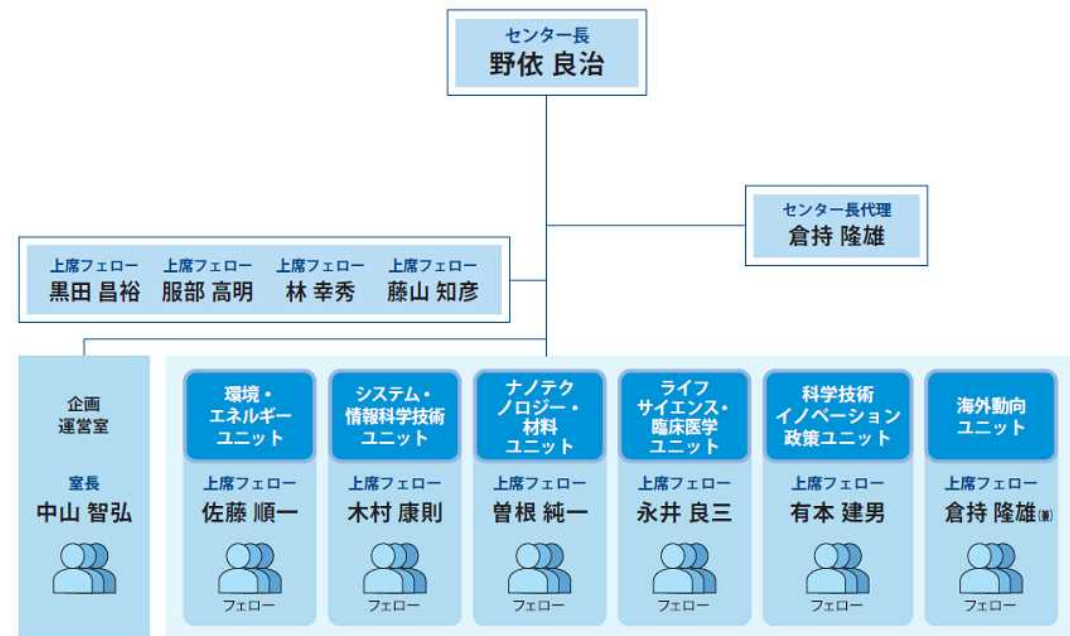 センター長
野依 良治
センター長代理
倉持 隆雄
上席フェロー 上席フェロー 上席フェロー 上席フェロー
黒田 昌裕 服部 高明 林 幸秀 藤山 知彦
企画
運営室
室長
中山 智弘
環境・
エネルギー
ユニット
上席フェロー
佐藤 順一
フェロー
システム・
情報科学技術
ユニット
上席フェロー
木村 康則
フェロー
ナノテク
ノロジー・
材料
ユニット
上席フェロー
曽根 純一
フェロー
ライフ
サイエンス・
臨床医学
ユニット
上席フェロー
永井 良三
フェロー
科学技術
イノベーション
政策ユニット
上席フェロー
有本 建男
フェロー
海外動向
ユニット
上席フェロー
倉持 隆雄(兼)
フェロー